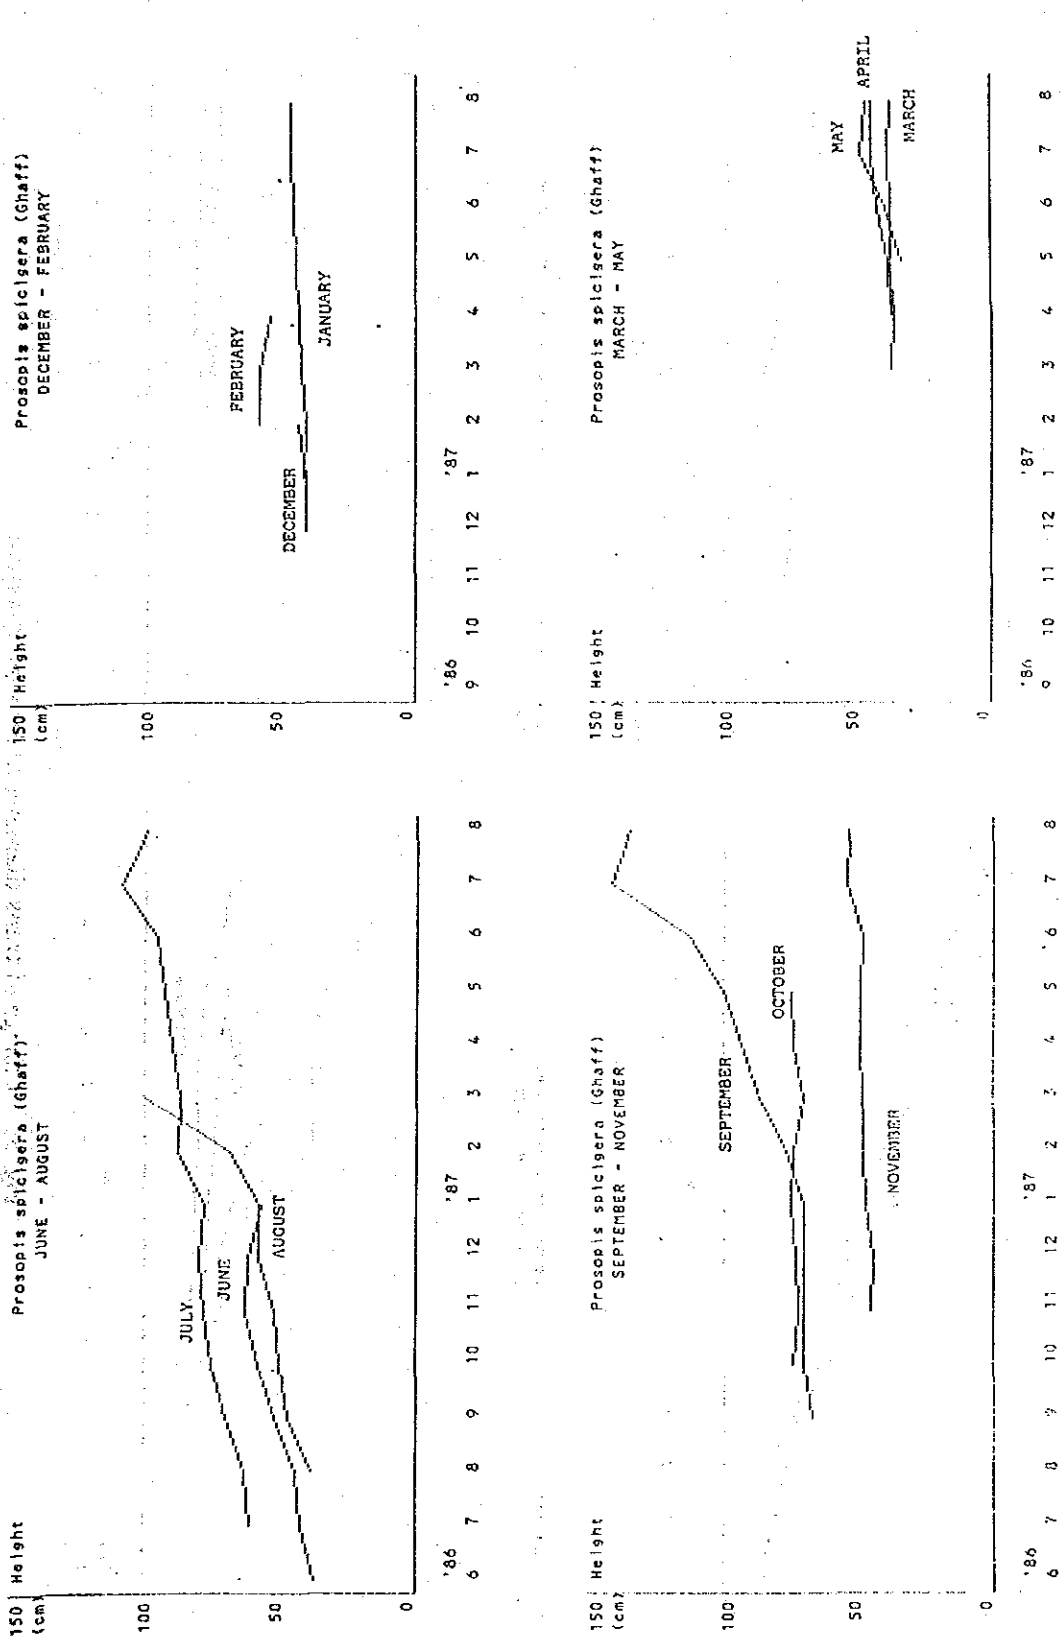 Prosopis spicigera (Ghaff)
JUNE - AUGUST
150 Height
(cm)
100
50
0
JULY
JUNE
AUGUST
'86 '87
6 7 8 9 10 11 12 1 2 3 4 5 6 7 8
Prosopis spicigera (Ghaff)
DECEMBER - FEBRUARY
150 Height
(cm)
100
50
0
FEBRUARY
DECEMBER
JANUARY
'86 '87
9 10 11 12 1 2 3 4 5 6 7 8
Prosopis spicigera (Ghaff)
SEPTEMBER - NOVEMBER
150 Height
(cm)
100
50
0
SEPTEMBER
OCTOBER
NOVEMBER
'86 '87
6 7 8 9 10 11 12 1 2 3 4 5 6 7 8
Prosopis spicigera (Ghaff)
MARCH - MAY
150 Height
(cm)
100
50
0
MAY
APRIL
MARCH
'86 '87
9 10 11 12 1 2 3 4 5 6 7 8